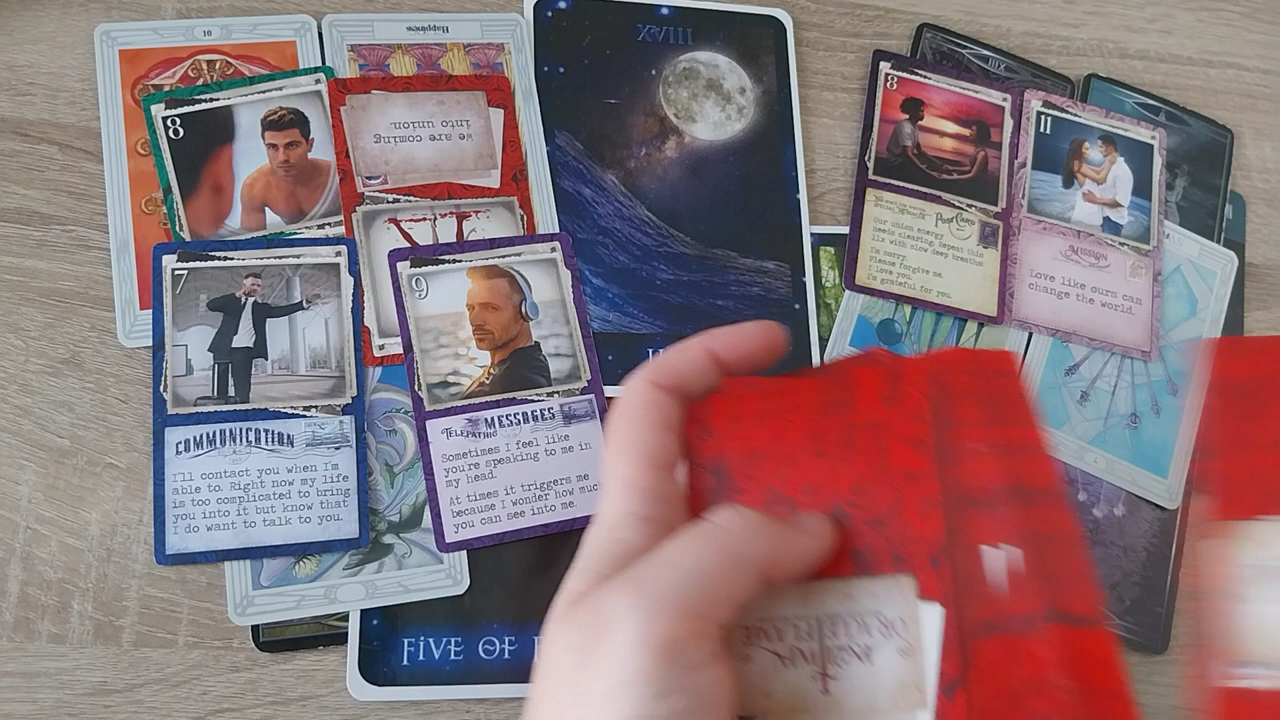 10
Happiness
XVIII
XIII
8
we are coming
into union.
8
11
POST CARD
Our union energy
needs clearing. Repeat this
11x with slow deep breaths
I'm sorry.
Please forgive me.
I love you.
I'm grateful for you.
MISSION
Love like ours can
change the world.
7
9
COMMUNICATION
I'll contact you when I'm
able to. Right now my life
is too complicated to bring
you into it but know that
I do want to talk to you.
TELEPATHIC MESSAGES
Sometimes I feel like
you're speaking to me in
my head.
At times it triggers me
because I wonder how muc
you can see into me.
FIVE OF